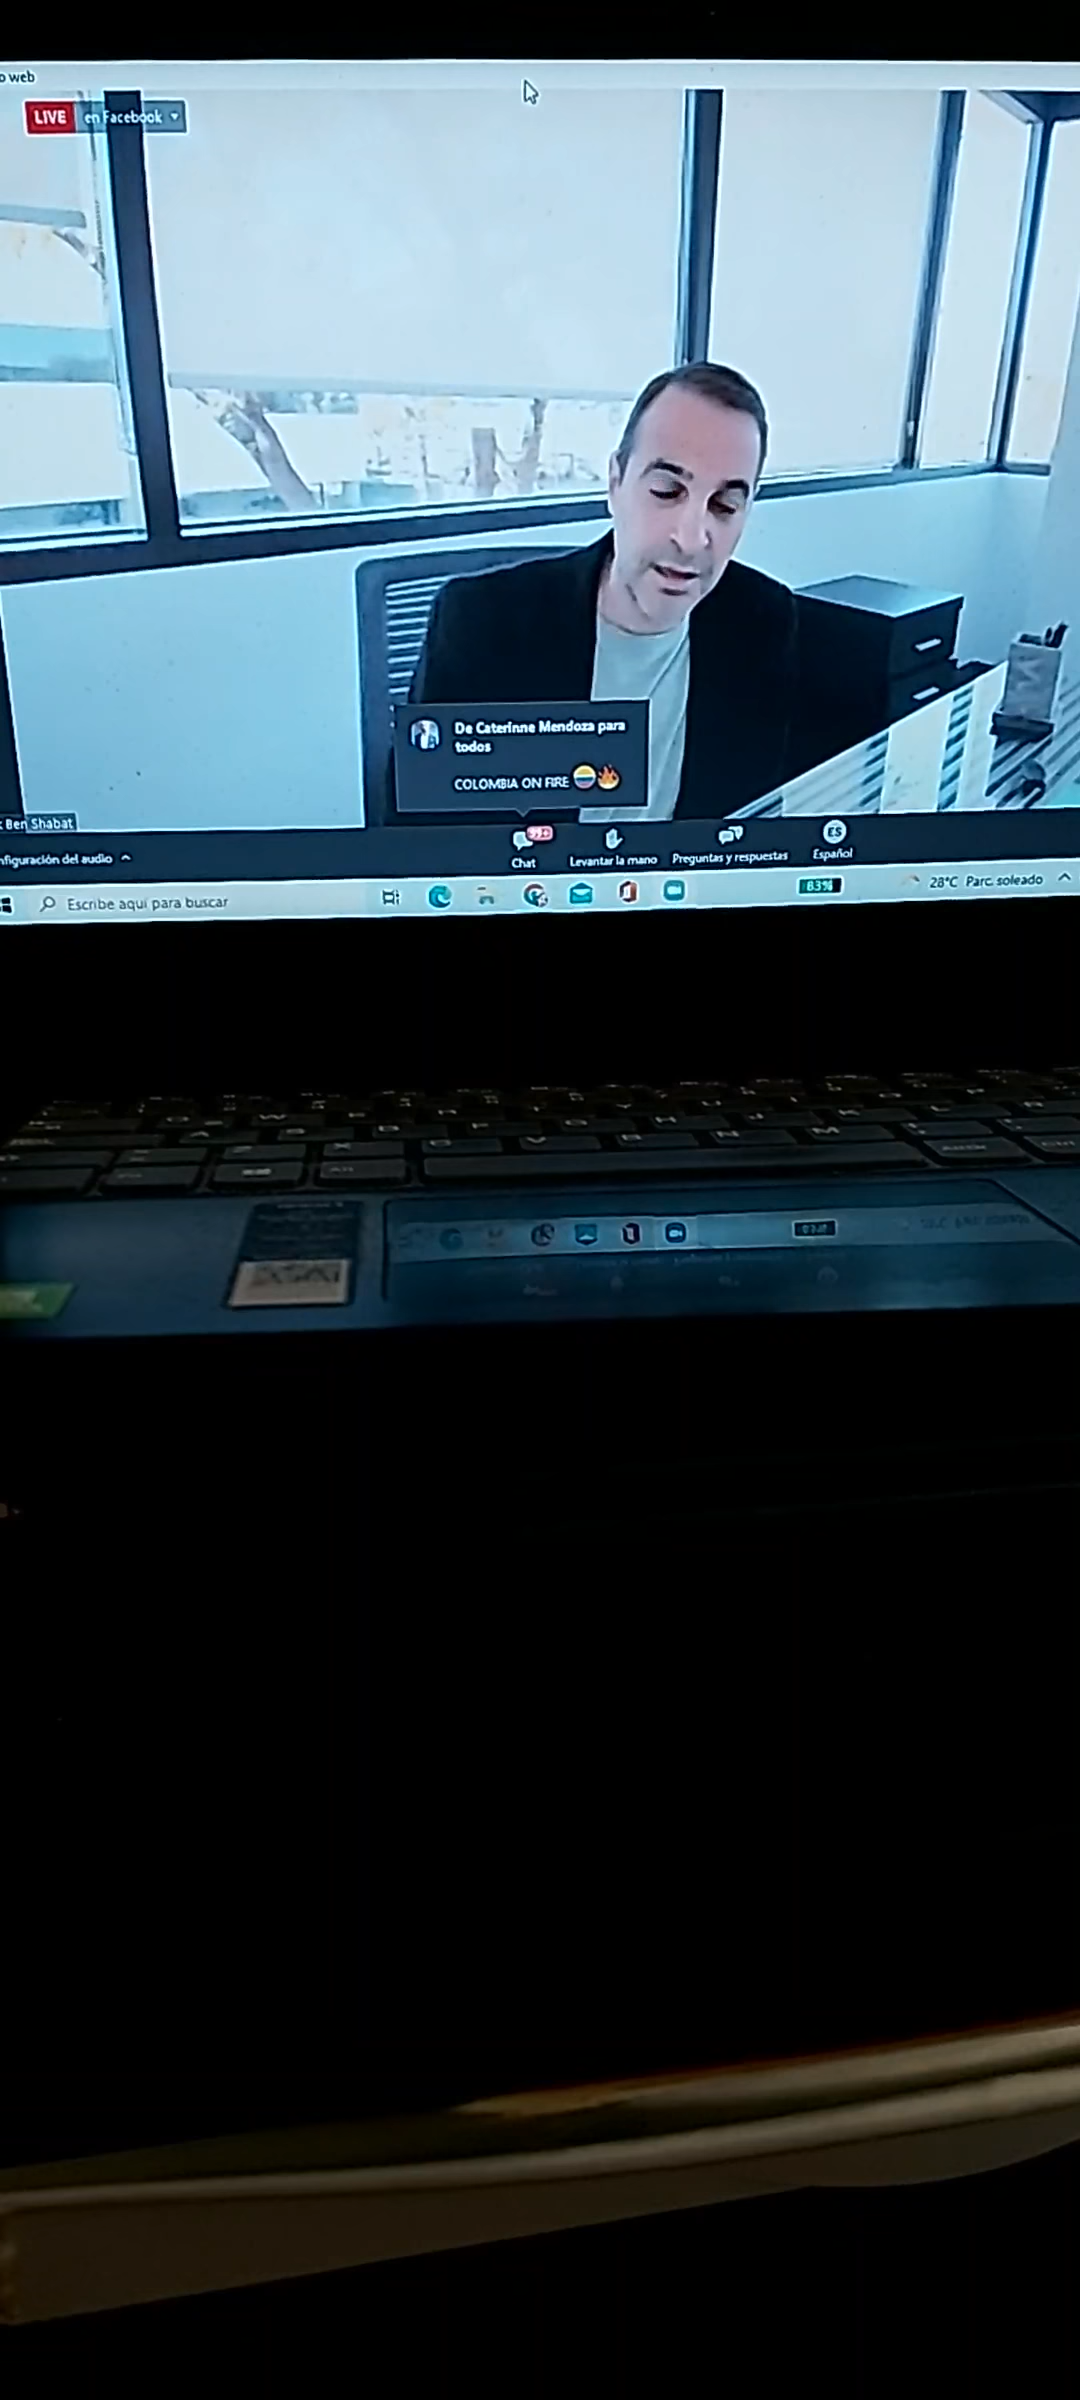 o web
LIVE en Facebook
De Caterinne Mendoza para
todos
COLOMBIA ON FIRE
Ben Shabat
nfiguración del audio
99+
Chat
Levantar la mano
Preguntas y respuestas
ES
Español
Escribe aquí para buscar
83%
28°C Parc. soleado